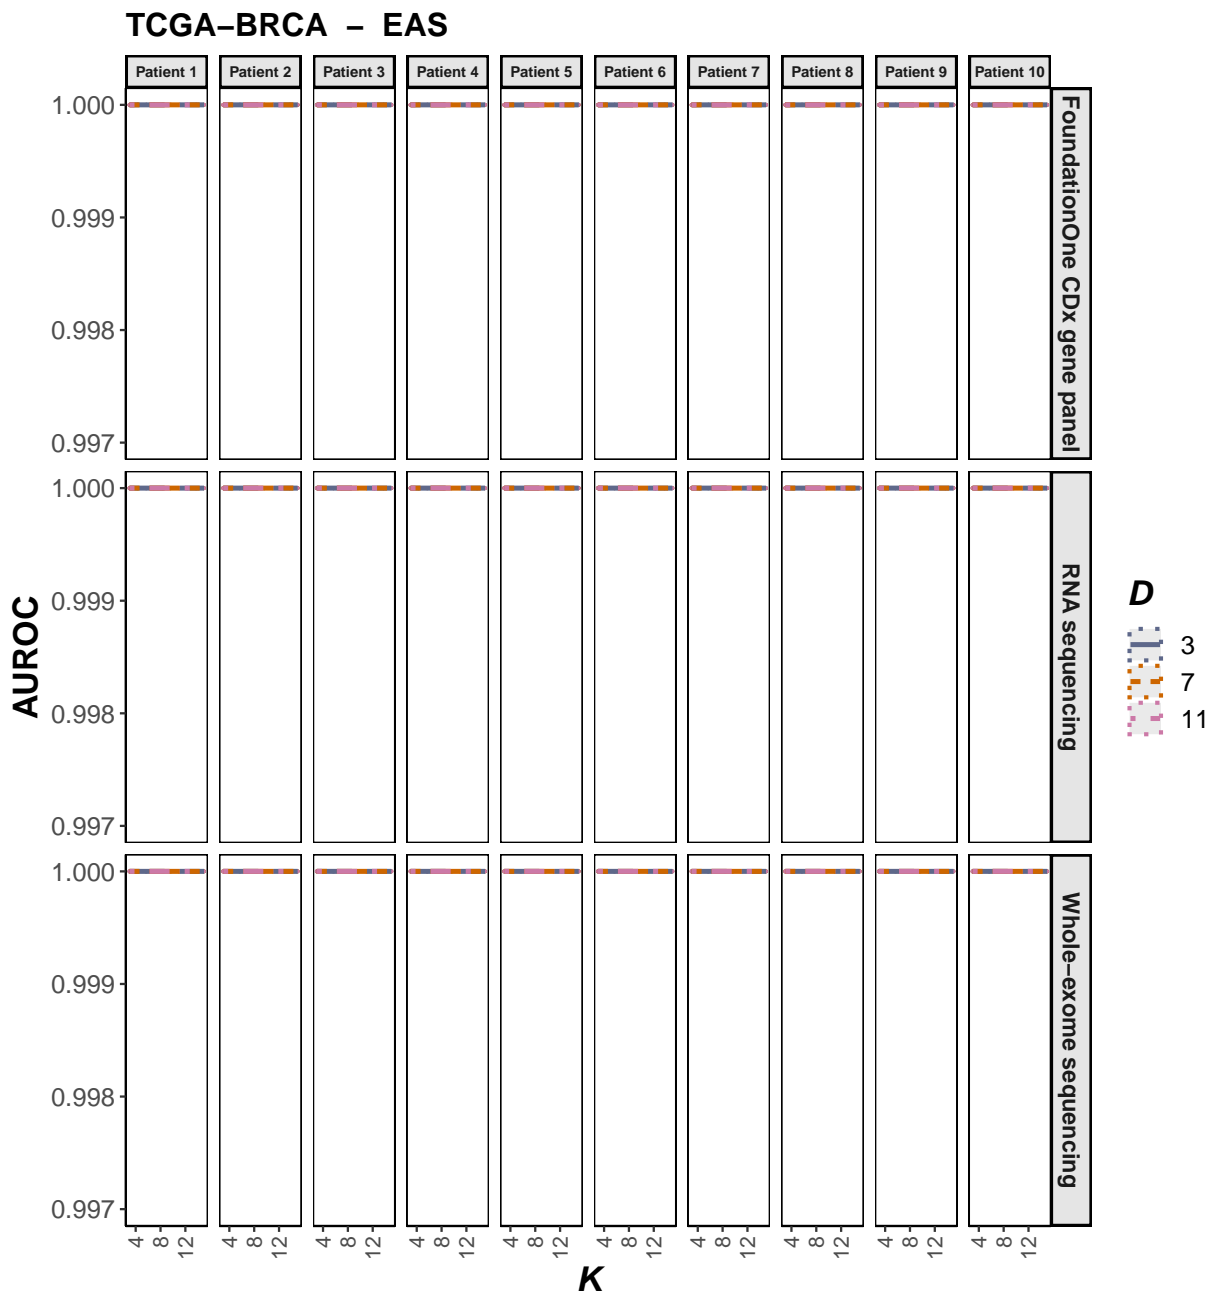 TCGA–BRCA – EAS
Patient 1 Patient 2 Patient 3 Patient 4 Patient 5 Patient 6 Patient 7 Patient 8 Patient 9 Patient 10
1.000
0.999
0.998
0.997
FoundationOne CDx gene panel
1.000
0.999
0.998
0.997
RNA sequencing
1.000
0.999
0.998
0.997
Whole–exome sequencing
AUROC
4 8 12 4 8 12 4 8 12 4 8 12 4 8 12 4 8 12 4 8 12 4 8 12 4 8 12 4 8 12
K
D
3
7
11